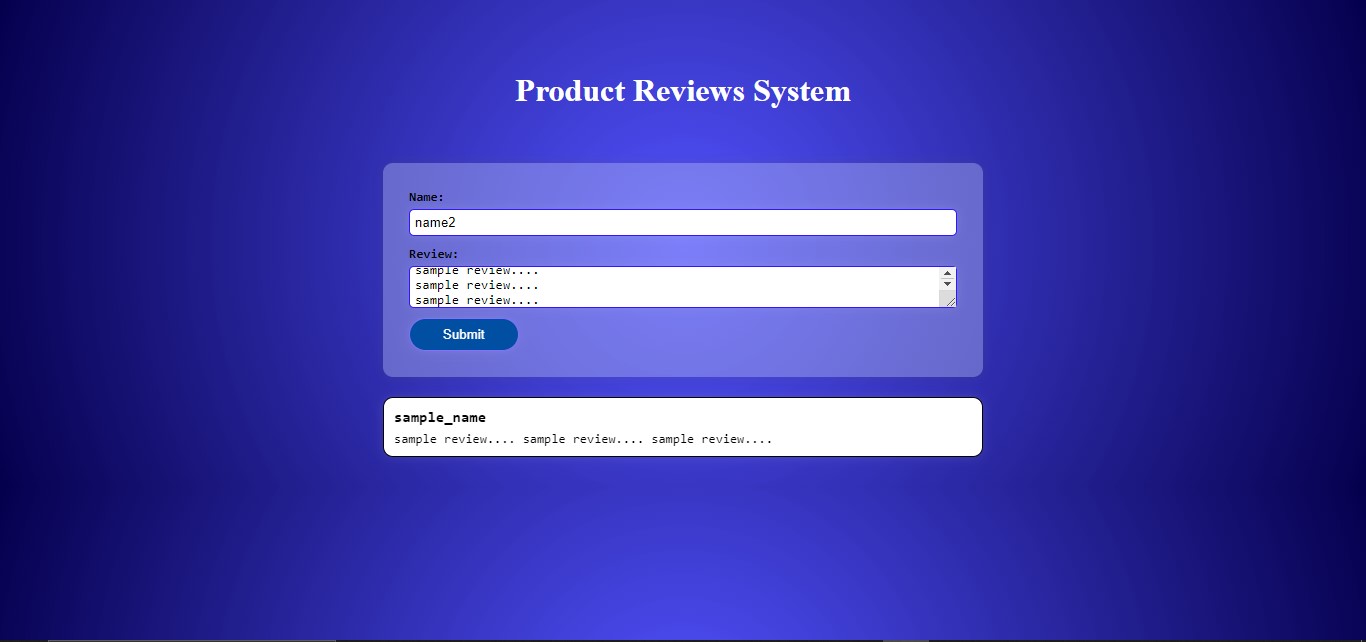 Product Reviews System
Name:
name2
Review:
sample review....
sample review....
sample review....
Submit
sample_name
sample review.... sample review.... sample review....